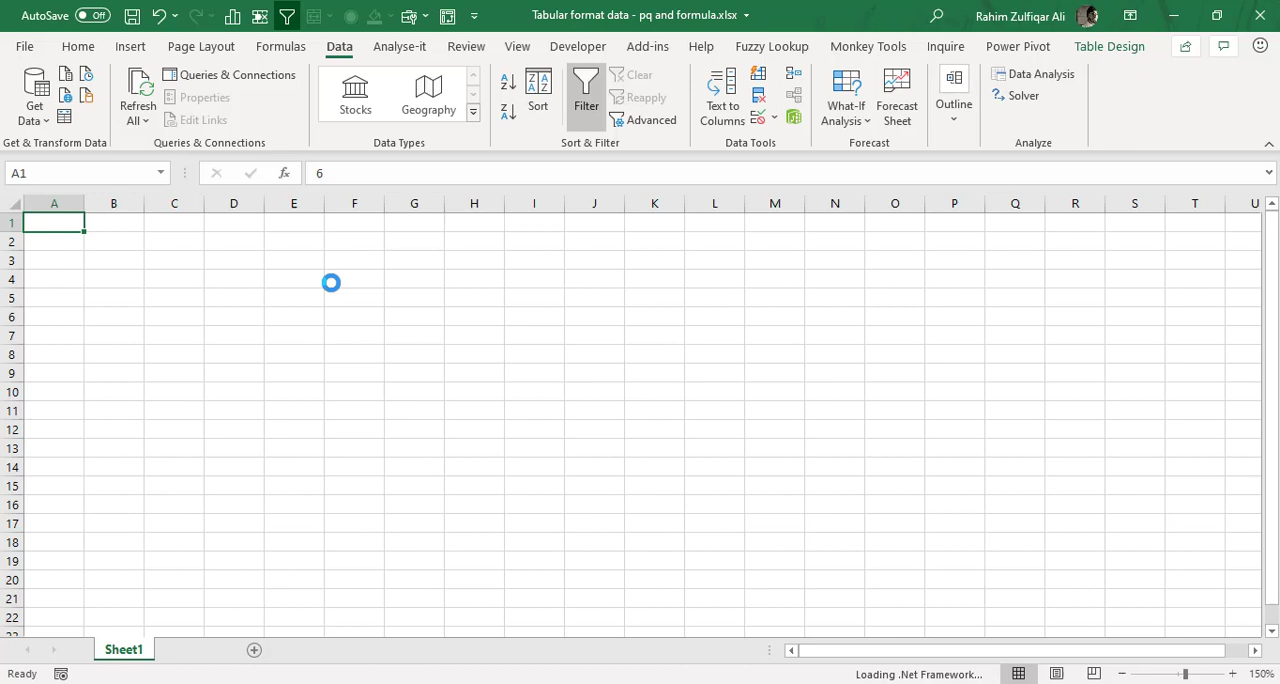 AutoSave Off Tabular format data - pq and formula.xlsx Rahim Zulfiqar Ali
File Home Insert Page Layout Formulas Data Analyse-it Review View Developer Add-ins Help Fuzzy Lookup Monkey Tools Inquire Power Pivot Table Design
Get Data
Refresh All
Queries & Connections
Properties
Edit Links
Stocks
Geography
Sort
Filter
Clear
Reapply
Advanced
Text to Columns
What-If Analysis
Forecast Sheet
Outline
Data Analysis
Solver
Get & Transform Data Queries & Connections Data Types Sort & Filter Data Tools Forecast Analyze
A1 fx 6
A B C D E F G H I J K L M N O P Q R S T U
1
2
3
4
5
6
7
8
9
10
11
12
13
14
15
16
17
18
19
20
21
22
23
Sheet1
Ready Loading .Net Framework... 150%